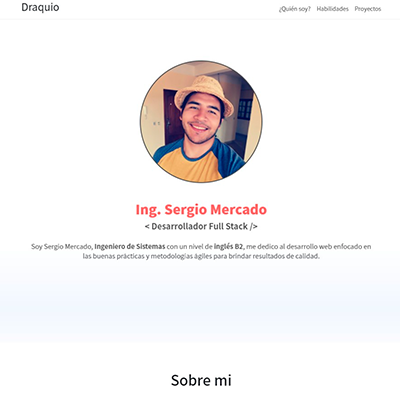 Draquio
¿Quién soy? Habilidades Proyectos
Ing. Sergio Mercado
< Desarrollador Full Stack />
Soy Sergio Mercado, Ingeniero de Sistemas con un nivel de inglés B2, me dedico al desarrollo web enfocado en
las buenas prácticas y metodologías ágiles para brindar resultados de calidad.
Sobre mi